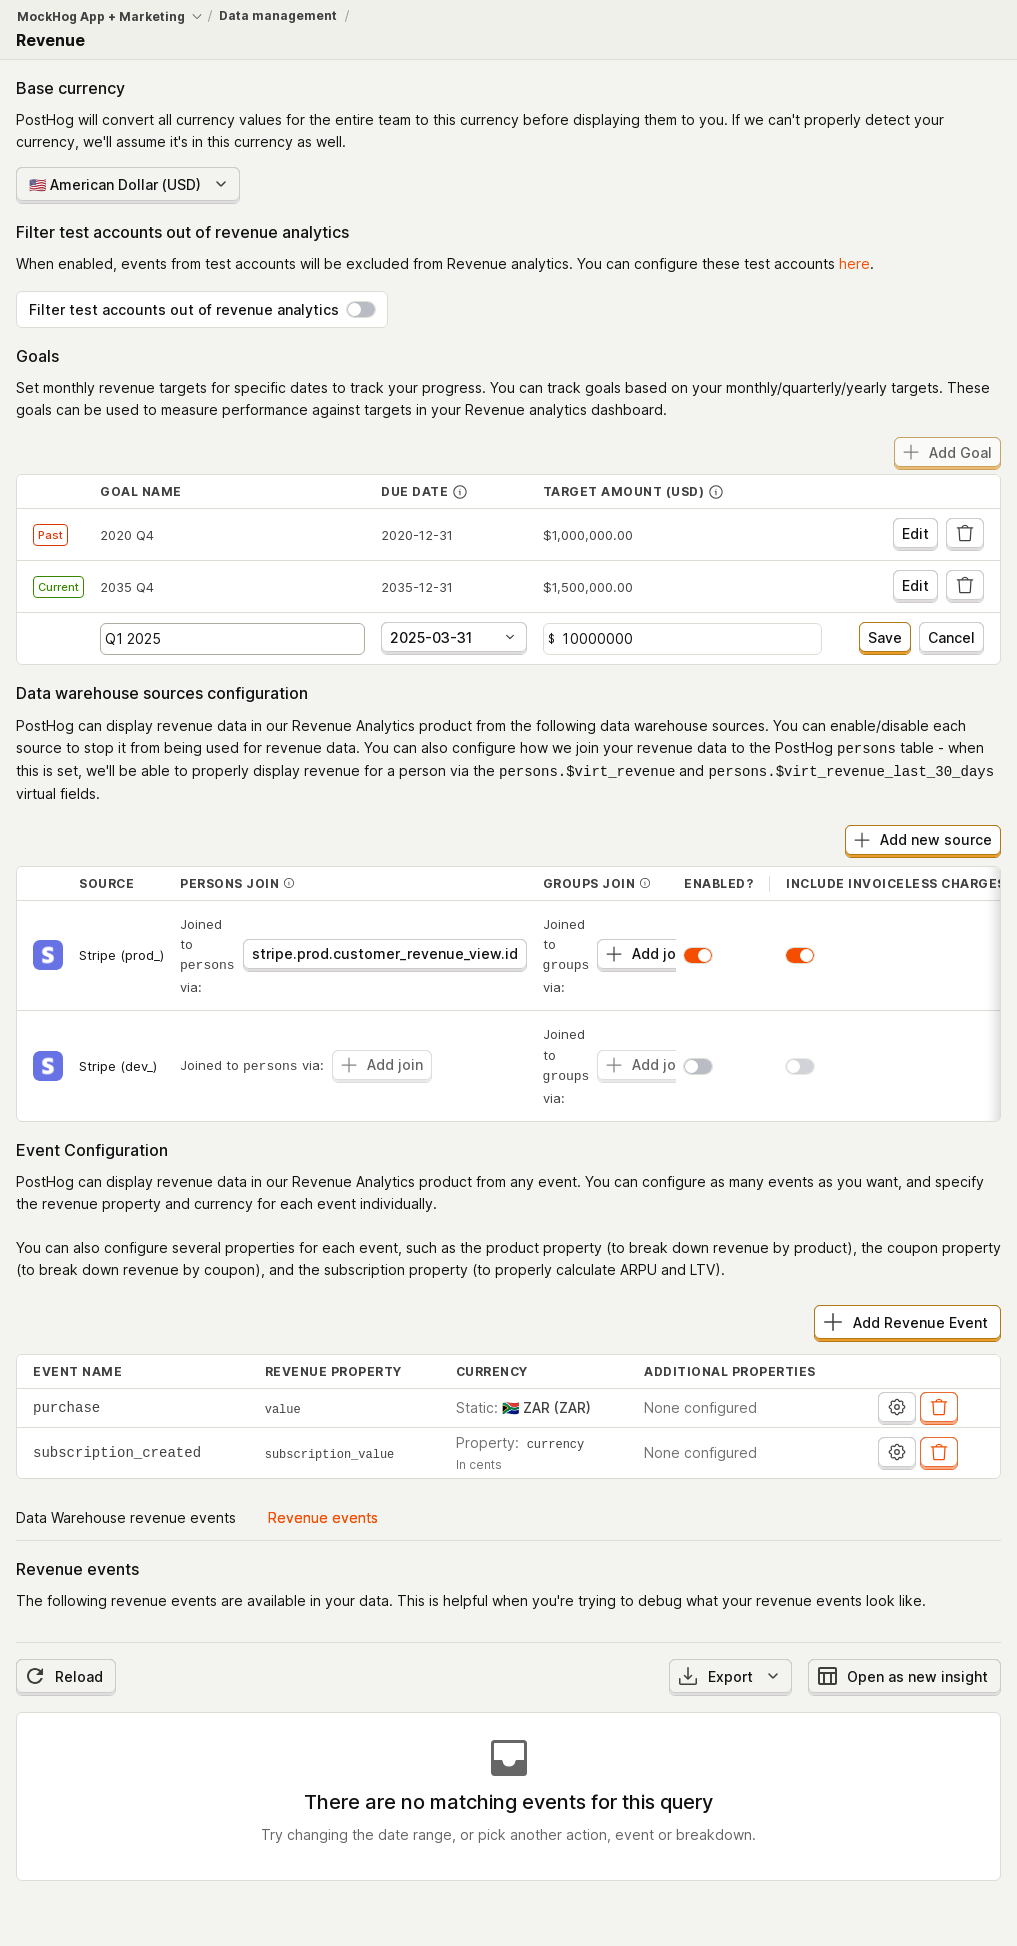 MockHog App + Marketing / Data management /
Revenue
Base currency
PostHog will convert all currency values for the entire team to this currency before displaying them to you. If we can't properly detect your
currency, we'll assume it's in this currency as well.
🇺🇸 American Dollar (USD)
Filter test accounts out of revenue analytics
When enabled, events from test accounts will be excluded from Revenue analytics. You can configure these test accounts here.
Filter test accounts out of revenue analytics
Goals
Set monthly revenue targets for specific dates to track your progress. You can track goals based on your monthly/quarterly/yearly targets. These
goals can be used to measure performance against targets in your Revenue analytics dashboard.
Add Goal
GOAL NAME DUE DATE TARGET AMOUNT (USD)
Past 2020 Q4 2020-12-31 $1,000,000.00 Edit
Current 2035 Q4 2035-12-31 $1,500,000.00 Edit
Q1 2025 2025-03-31 $ 10000000 Save Cancel
Data warehouse sources configuration
PostHog can display revenue data in our Revenue Analytics product from the following data warehouse sources. You can enable/disable each
source to stop it from being used for revenue data. You can also configure how we join your revenue data to the PostHog persons table - when
this is set, we'll be able to properly display revenue for a person via the persons.$virt_revenue and persons.$virt_revenue_last_30_days
virtual fields.
Add new source
SOURCE PERSONS JOIN GROUPS JOIN ENABLED? INCLUDE INVOICELESS CHARGES
S Stripe (prod_) Joined to persons via: stripe.prod.customer_revenue_view.id Joined to groups via: Add jo
S Stripe (dev_) Joined to persons via: Add join Joined to groups via: Add jo
Event Configuration
PostHog can display revenue data in our Revenue Analytics product from any event. You can configure as many events as you want, and specify
the revenue property and currency for each event individually.
You can also configure several properties for each event, such as the product property (to break down revenue by product), the coupon property
(to break down revenue by coupon), and the subscription property (to properly calculate ARPU and LTV).
Add Revenue Event
EVENT NAME REVENUE PROPERTY CURRENCY ADDITIONAL PROPERTIES
purchase value Static: 🇿🇦 ZAR (ZAR) None configured
subscription_created subscription_value Property: currency None configured
In cents
Data Warehouse revenue events Revenue events
Revenue events
The following revenue events are available in your data. This is helpful when you're trying to debug what your revenue events look like.
Reload Export Open as new insight
There are no matching events for this query
Try changing the date range, or pick another action, event or breakdown.